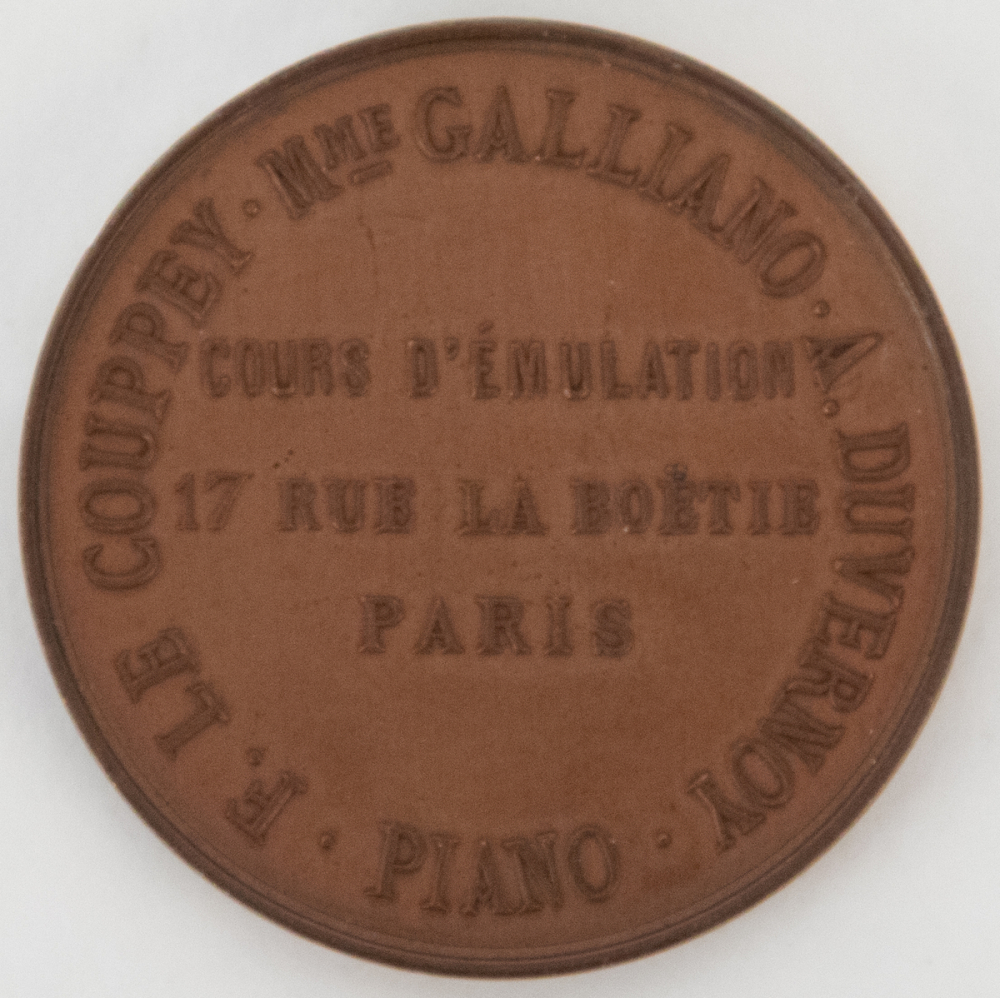 F. LE COUPPEY · MME GALLIANO · A. DUVERNOY
COURS D'ÉMULATION
17 RUE LA BOËTIE
PARIS
· PIANO ·